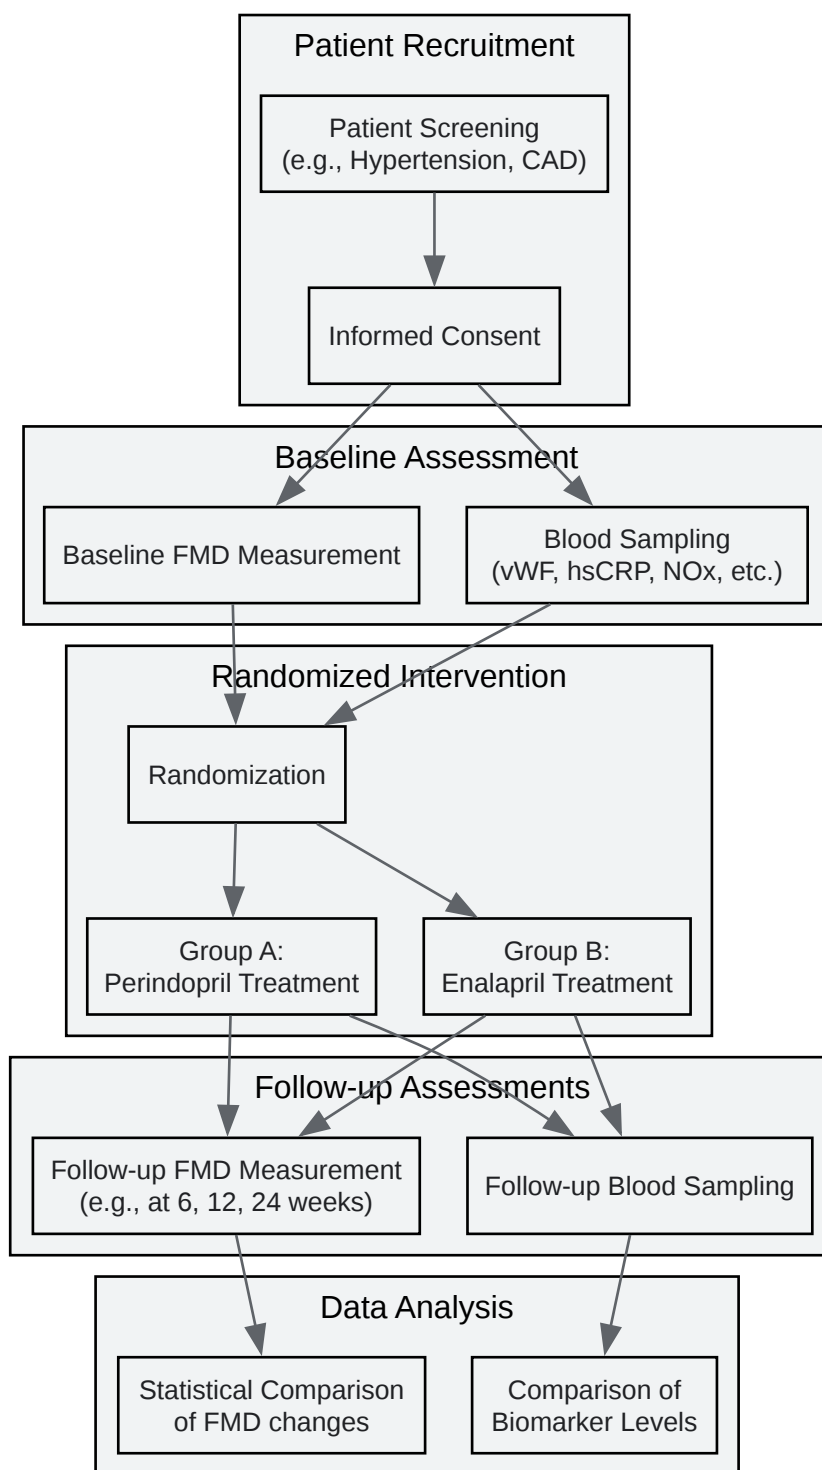 Patient Recruitment
Patient Screening
(e.g., Hypertension, CAD)
Informed Consent
Baseline Assessment
Baseline FMD Measurement
Blood Sampling
(vWF, hsCRP, NOx, etc.)
Randomized Intervention
Randomization
Group A:
Perindopril Treatment
Group B:
Enalapril Treatment
Follow-up Assessments
Follow-up FMD Measurement
(e.g., at 6, 12, 24 weeks)
Follow-up Blood Sampling
Data Analysis
Statistical Comparison
of FMD changes
Comparison of
Biomarker Levels